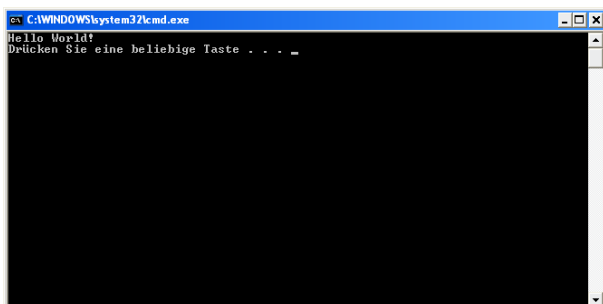 C:\WINDOWS\system32\cmd.exe
Hello World!
Drücken Sie eine beliebige Taste . . . _